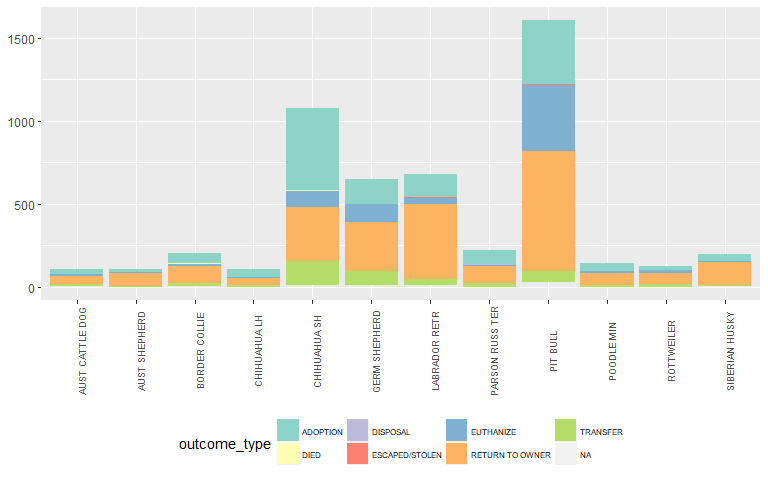 1500
1000
500
0
AUST CATTLE DOG
AUST SHEPHERD
BORDER COLLIE
CHIHUAHUA LH
CHIHUAHUA SH
GERM SHEPHERD
LABRADOR RETR
PARSON RUSS TER
PIT BULL
POODLE MIN
ROTTWEILER
SIBERIAN HUSKY
outcome_type
ADOPTION DISPOSAL EUTHANIZE TRANSFER
DIED ESCAPED/STOLEN RETURN TO OWNER NA